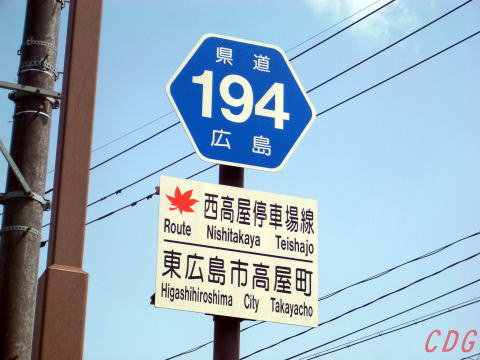 県道
194
広島
西高屋停車場線
Route Nishitakaya Teishajo
東広島市高屋町
Higashihiroshima City Takayacho
CDG